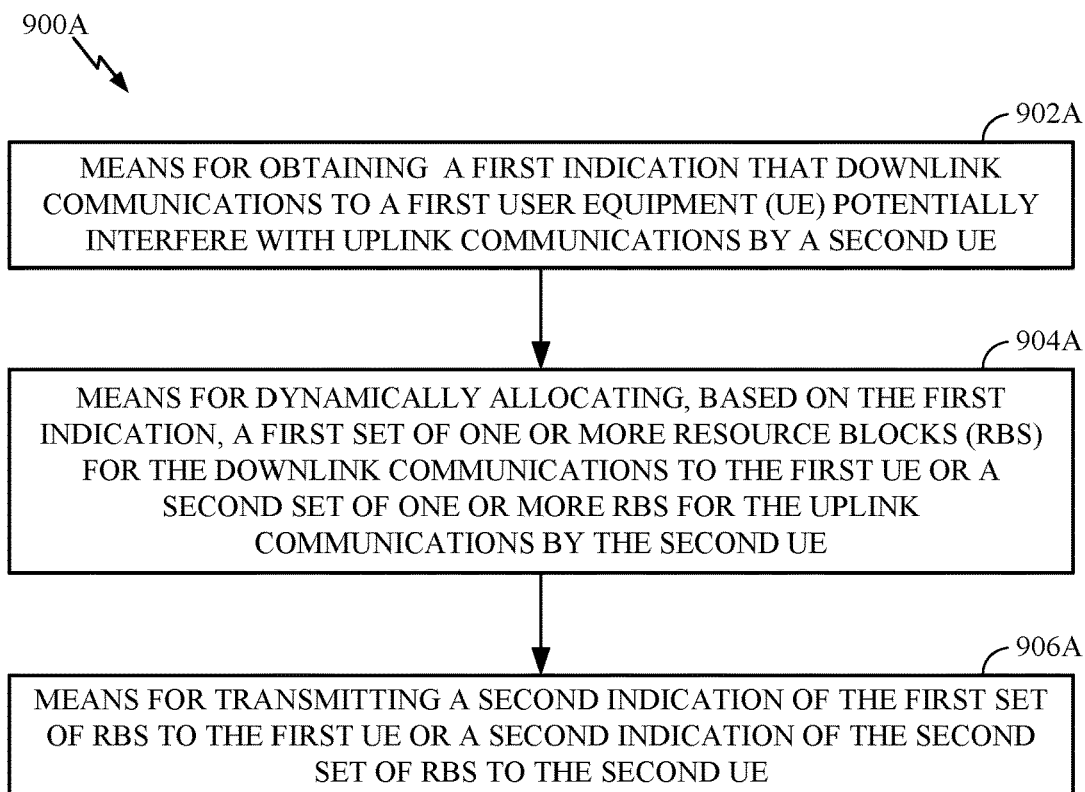 900A
902A
MEANS FOR OBTAINING A FIRST INDICATION THAT DOWNLINK
COMMUNICATIONS TO A FIRST USER EQUIPMENT (UE) POTENTIALLY
INTERFERE WITH UPLINK COMMUNICATIONS BY A SECOND UE
904A
MEANS FOR DYNAMICALLY ALLOCATING, BASED ON THE FIRST
INDICATION, A FIRST SET OF ONE OR MORE RESOURCE BLOCKS (RBS)
FOR THE DOWNLINK COMMUNICATIONS TO THE FIRST UE OR A
SECOND SET OF ONE OR MORE RBS FOR THE UPLINK
COMMUNICATIONS BY THE SECOND UE
906A
MEANS FOR TRANSMITTING A SECOND INDICATION OF THE FIRST SET
OF RBS TO THE FIRST UE OR A SECOND INDICATION OF THE SECOND
SET OF RBS TO THE SECOND UE